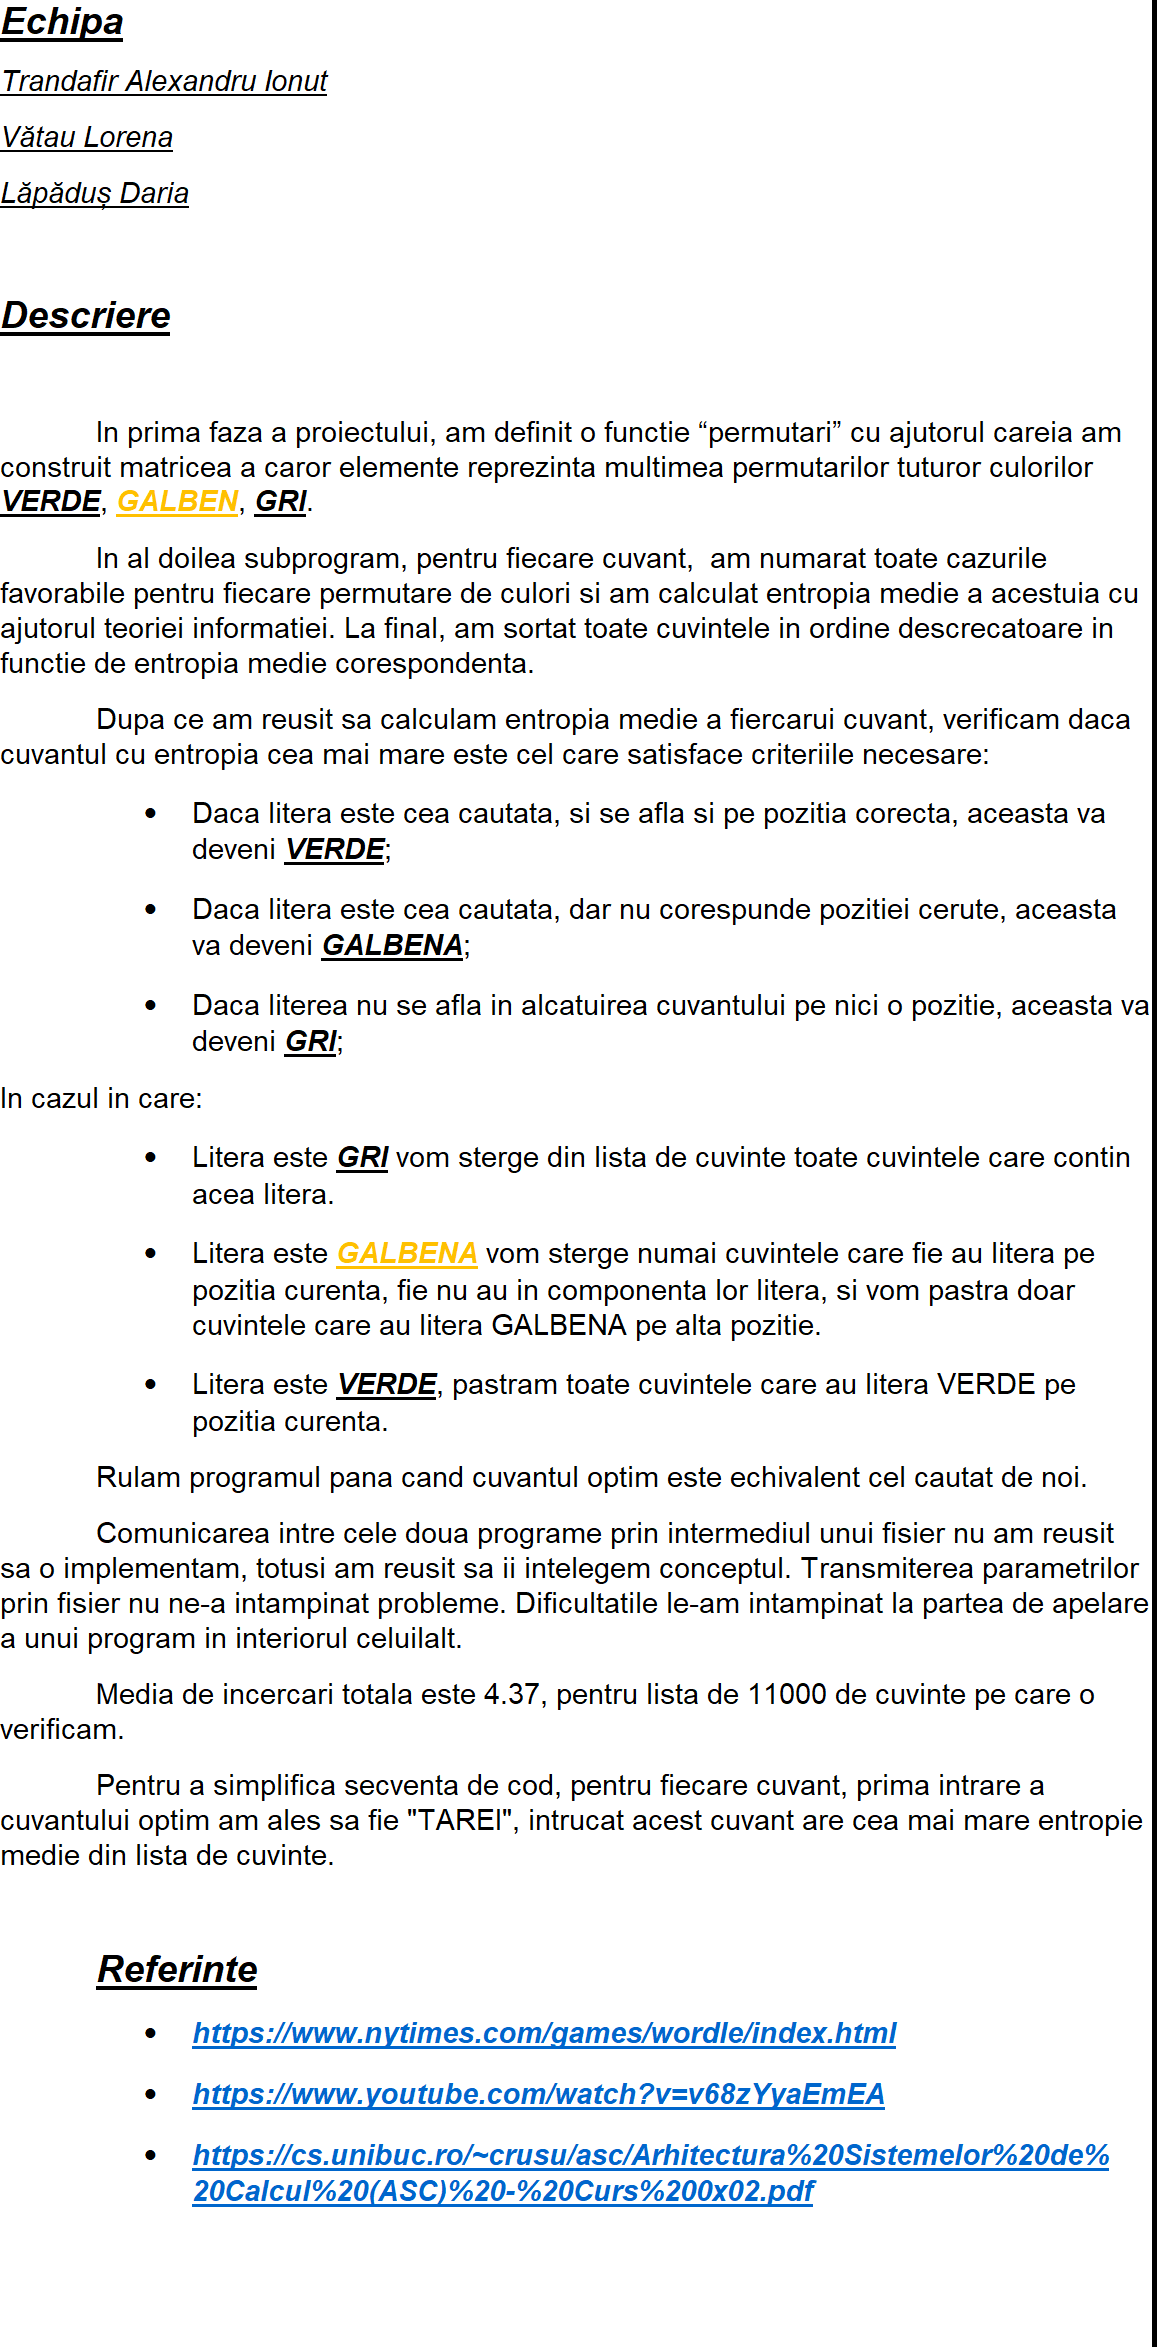 Echipa
Trandafir Alexandru Ionut
Vătau Lorena
Lăpăduș Daria
Descriere
In prima faza a proiectului, am definit o functie “permutari” cu ajutorul careia am
construit matricea a caror elemente reprezinta multimea permutarilor tuturor culorilor
VERDE, GALBEN, GRI.
In al doilea subprogram, pentru fiecare cuvant,  am numarat toate cazurile
favorabile pentru fiecare permutare de culori si am calculat entropia medie a acestuia cu
ajutorul teoriei informatiei. La final, am sortat toate cuvintele in ordine descrecatoare in
functie de entropia medie corespondenta.
Dupa ce am reusit sa calculam entropia medie a fiercarui cuvant, verificam daca
cuvantul cu entropia cea mai mare este cel care satisface criteriile necesare:
• Daca litera este cea cautata, si se afla si pe pozitia corecta, aceasta va
deveni VERDE;
• Daca litera este cea cautata, dar nu corespunde pozitiei cerute, aceasta
va deveni GALBENA;
• Daca literea nu se afla in alcatuirea cuvantului pe nici o pozitie, aceasta va
deveni GRI;
In cazul in care:
• Litera este GRI vom sterge din lista de cuvinte toate cuvintele care contin
acea litera.
• Litera este GALBENA vom sterge numai cuvintele care fie au litera pe
pozitia curenta, fie nu au in componenta lor litera, si vom pastra doar
cuvintele care au litera GALBENA pe alta pozitie.
• Litera este VERDE, pastram toate cuvintele care au litera VERDE pe
pozitia curenta.
Rulam programul pana cand cuvantul optim este echivalent cel cautat de noi.
Comunicarea intre cele doua programe prin intermediul unui fisier nu am reusit
sa o implementam, totusi am reusit sa ii intelegem conceptul. Transmiterea parametrilor
prin fisier nu ne-a intampinat probleme. Dificultatile le-am intampinat la partea de apelare
a unui program in interiorul celuilalt.
Media de incercari totala este 4.37, pentru lista de 11000 de cuvinte pe care o
verificam.
Pentru a simplifica secventa de cod, pentru fiecare cuvant, prima intrare a
cuvantului optim am ales sa fie "TAREI", intrucat acest cuvant are cea mai mare entropie
medie din lista de cuvinte.
Referinte
• https://www.nytimes.com/games/wordle/index.html
• https://www.youtube.com/watch?v=v68zYyaEmEA
• https://cs.unibuc.ro/~crusu/asc/Arhitectura%20Sistemelor%20de%
20Calcul%20(ASC)%20-%20Curs%200x02.pdf